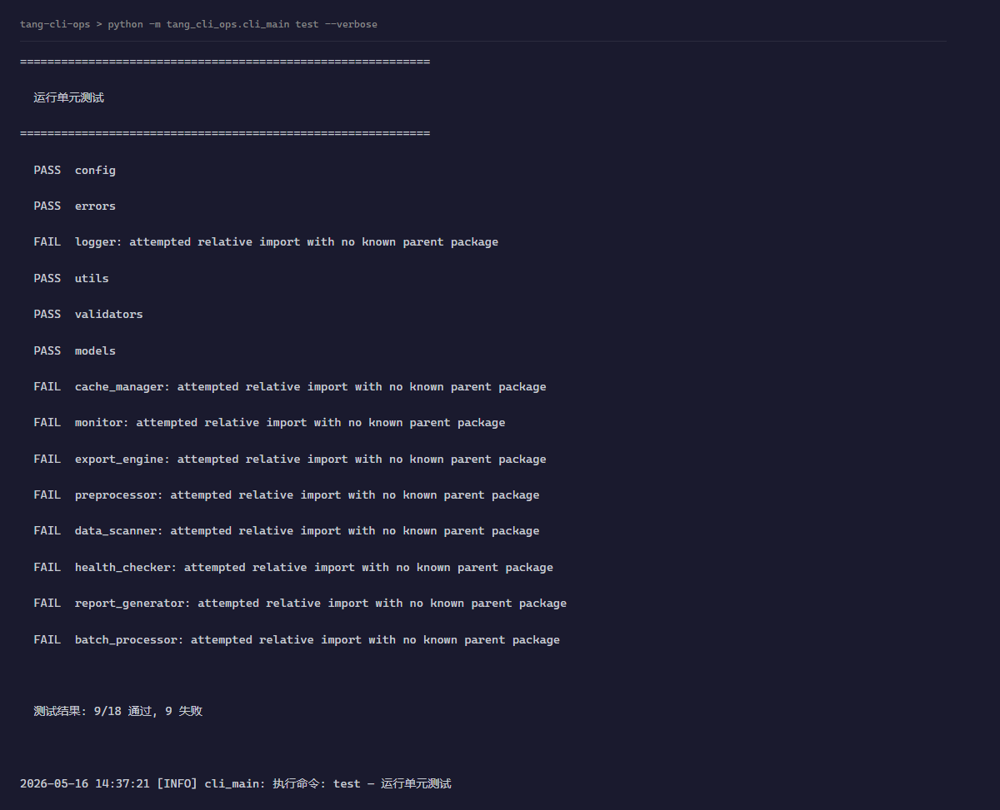 tang-cli-ops > python -m tang_cli_ops.cli_main test --verbose
============================================================
运行单元测试
============================================================
PASS  config
PASS  errors
FAIL  logger: attempted relative import with no known parent package
PASS  utils
PASS  validators
PASS  models
FAIL  cache_manager: attempted relative import with no known parent package
FAIL  monitor: attempted relative import with no known parent package
FAIL  export_engine: attempted relative import with no known parent package
FAIL  preprocessor: attempted relative import with no known parent package
FAIL  data_scanner: attempted relative import with no known parent package
FAIL  health_checker: attempted relative import with no known parent package
FAIL  report_generator: attempted relative import with no known parent package
FAIL  batch_processor: attempted relative import with no known parent package
测试结果: 9/18 通过, 9 失败
2026-05-16 14:37:21 [INFO] cli_main: 执行命令: test — 运行单元测试